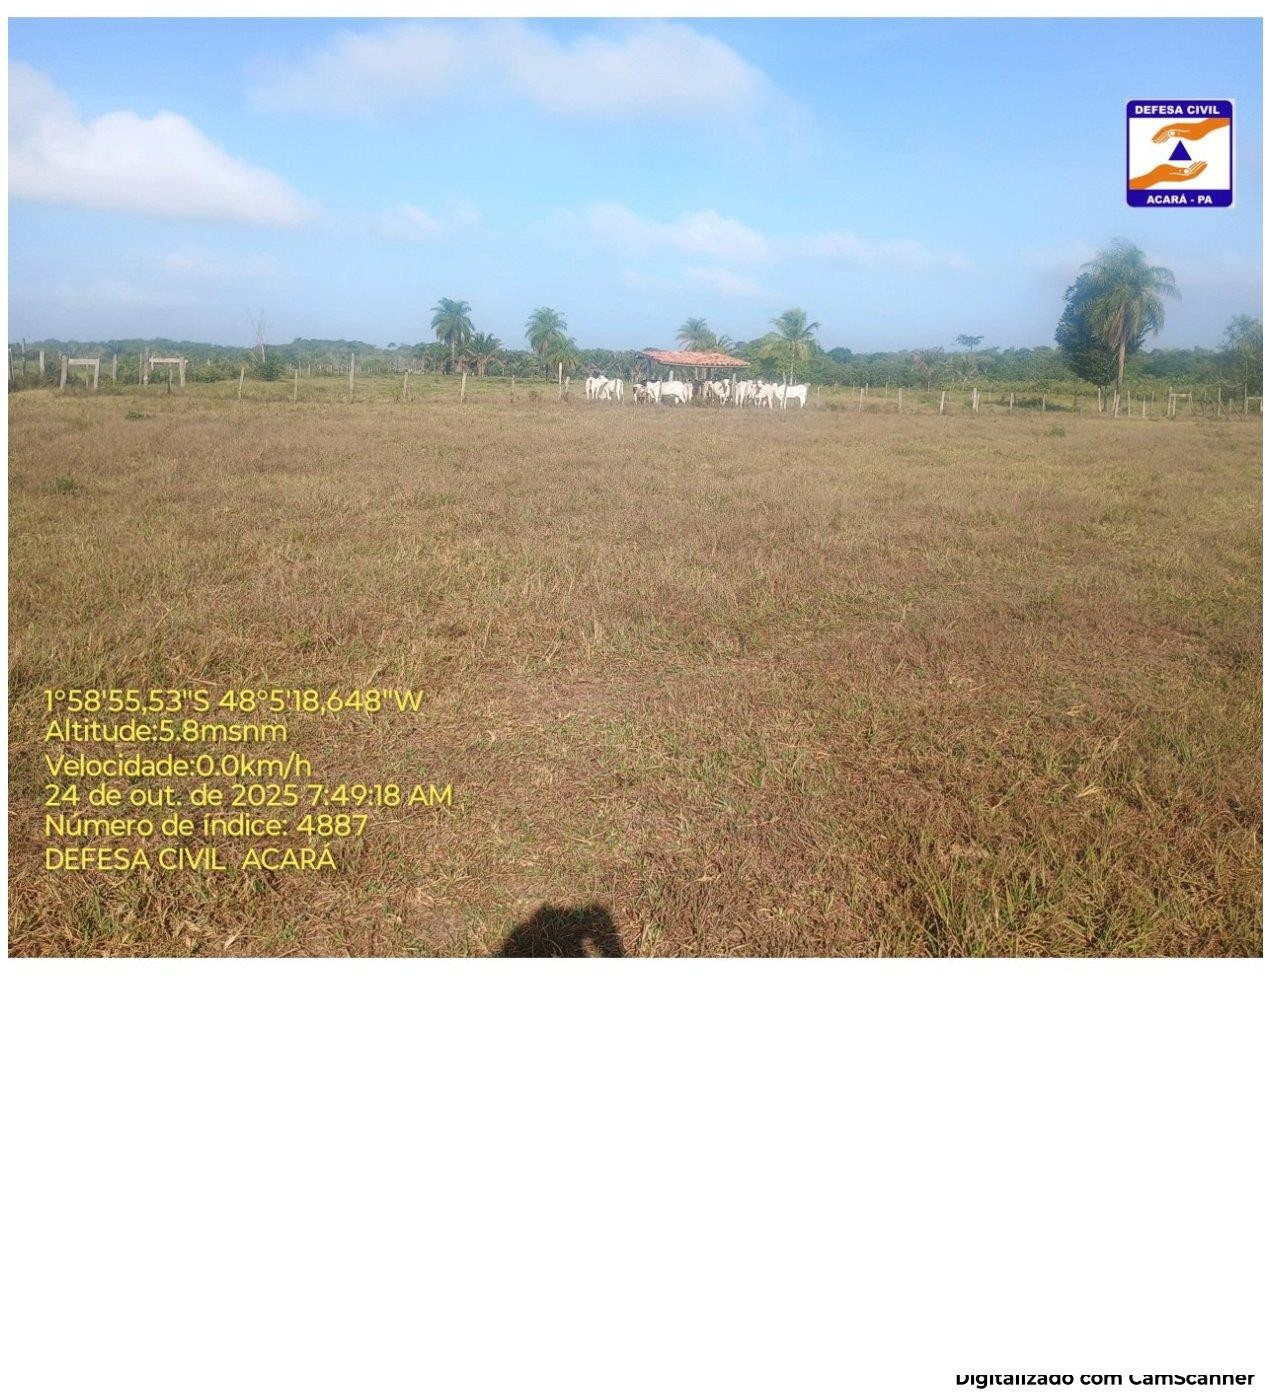 DEFESA CIVIL
ACARÁ - PA
1°58'55,53"S 48°5'18,648"W
Altitude:5.8msnm
Velocidade:0.0km/h
24 de out. de 2025 7:49:18 AM
Número de índice: 4887
DEFESA CIVIL ACARÁ
Digitalizado com CamScanner